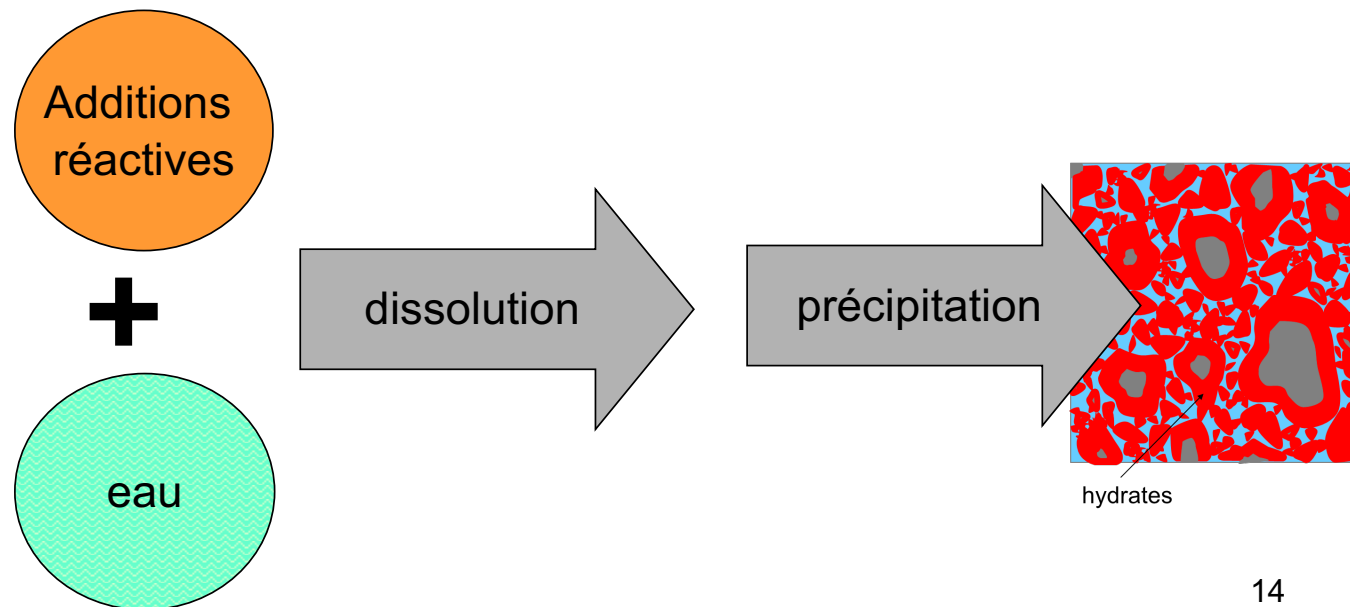 Additions
réactives
eau
dissolution
précipitation
hydrates
14